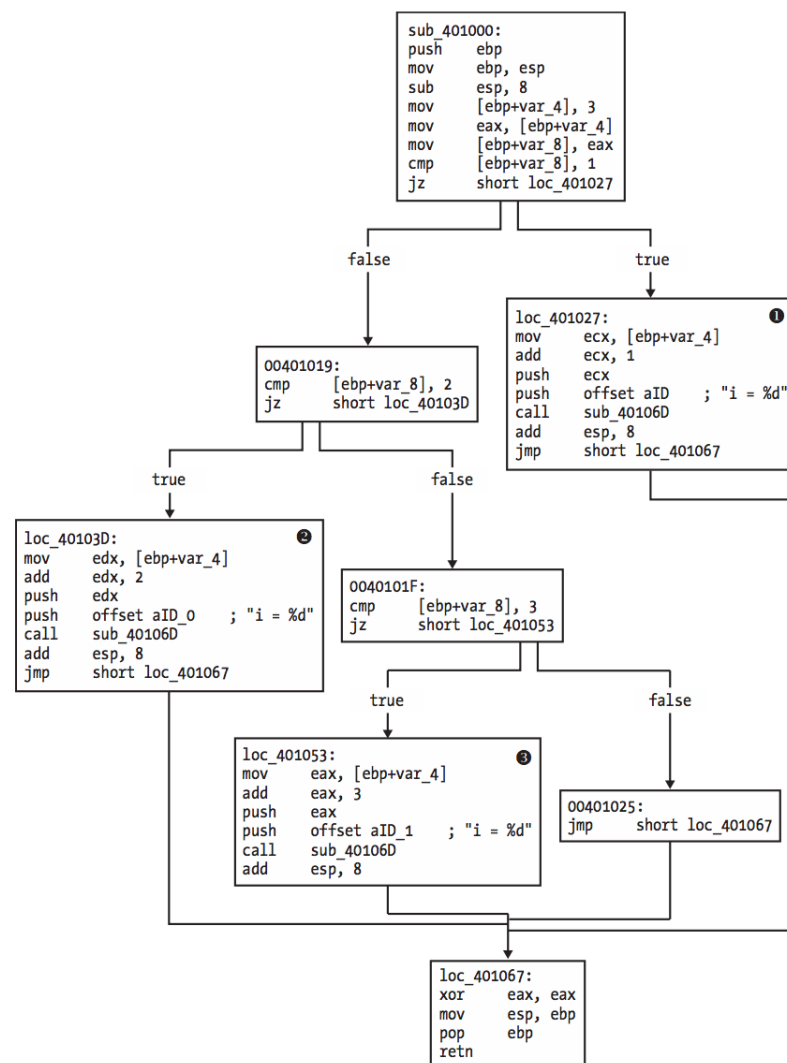 sub_401000:
push ebp
mov ebp, esp
sub esp, 8
mov [ebp+var_4], 3
mov eax, [ebp+var_4]
mov [ebp+var_8], eax
cmp [ebp+var_8], 1
jz short loc_401027
false
true
loc_401027: ❶
mov ecx, [ebp+var_4]
add ecx, 1
push ecx
push offset aID ; "i = %d"
call sub_40106D
add esp, 8
jmp short loc_401067
00401019:
cmp [ebp+var_8], 2
jz short loc_40103D
true
false
loc_40103D: ❷
mov edx, [ebp+var_4]
add edx, 2
push edx
push offset aID_0 ; "i = %d"
call sub_40106D
add esp, 8
jmp short loc_401067
0040101F:
cmp [ebp+var_8], 3
jz short loc_401053
true
false
loc_401053: ❸
mov eax, [ebp+var_4]
add eax, 3
push eax
push offset aID_1 ; "i = %d"
call sub_40106D
add esp, 8
00401025:
jmp short loc_401067
loc_401067:
xor eax, eax
mov esp, ebp
pop ebp
retn